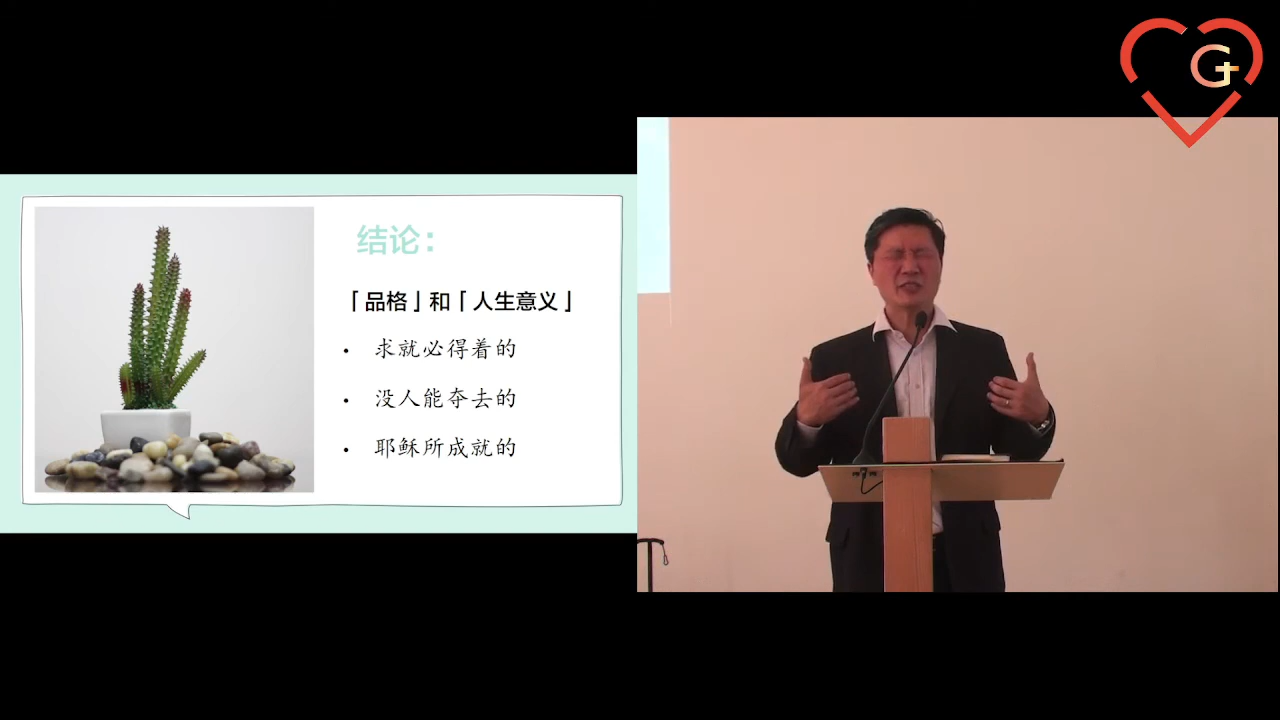 结论：
「品格」和「人生意义」
• 求就必得着的
• 没人能夺去的
• 耶稣所成就的
G